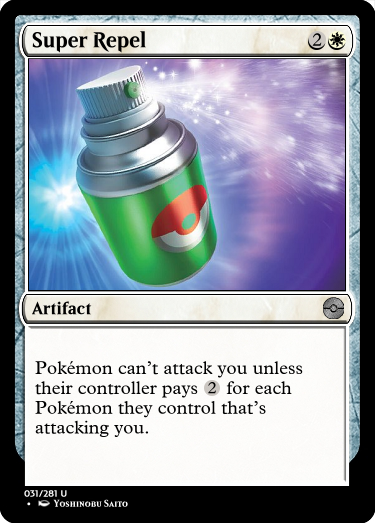 Super Repel 2
Artifact
Pokémon can't attack you unless
their controller pays 2 for each
Pokémon they control that's
attacking you.
031/281 U
• Yoshinobu Saito